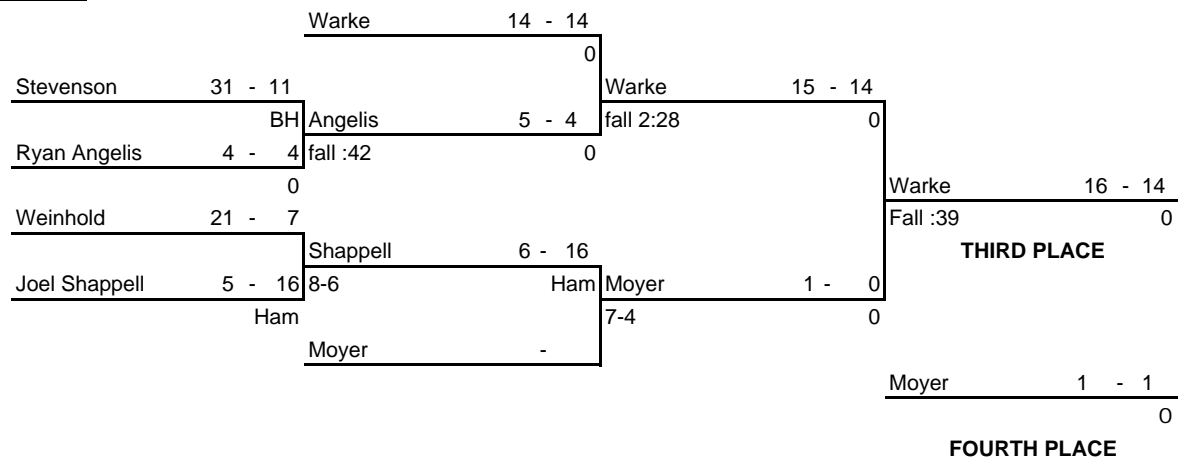 Warke 14 - 14
0
Stevenson 31 - 11 Warke 15 - 14
BH Angelis 5 - 4 fall 2:28 0
Ryan Angelis 4 - 4 fall :42 0
0 Warke 16 - 14
Weinhold 21 - 7 Fall :39 0
Shappell 6 - 16 THIRD PLACE
Joel Shappell 5 - 16 8-6 Ham Moyer 1 - 0
Ham 7-4 0
Moyer -
Moyer 1 - 1
0
FOURTH PLACE